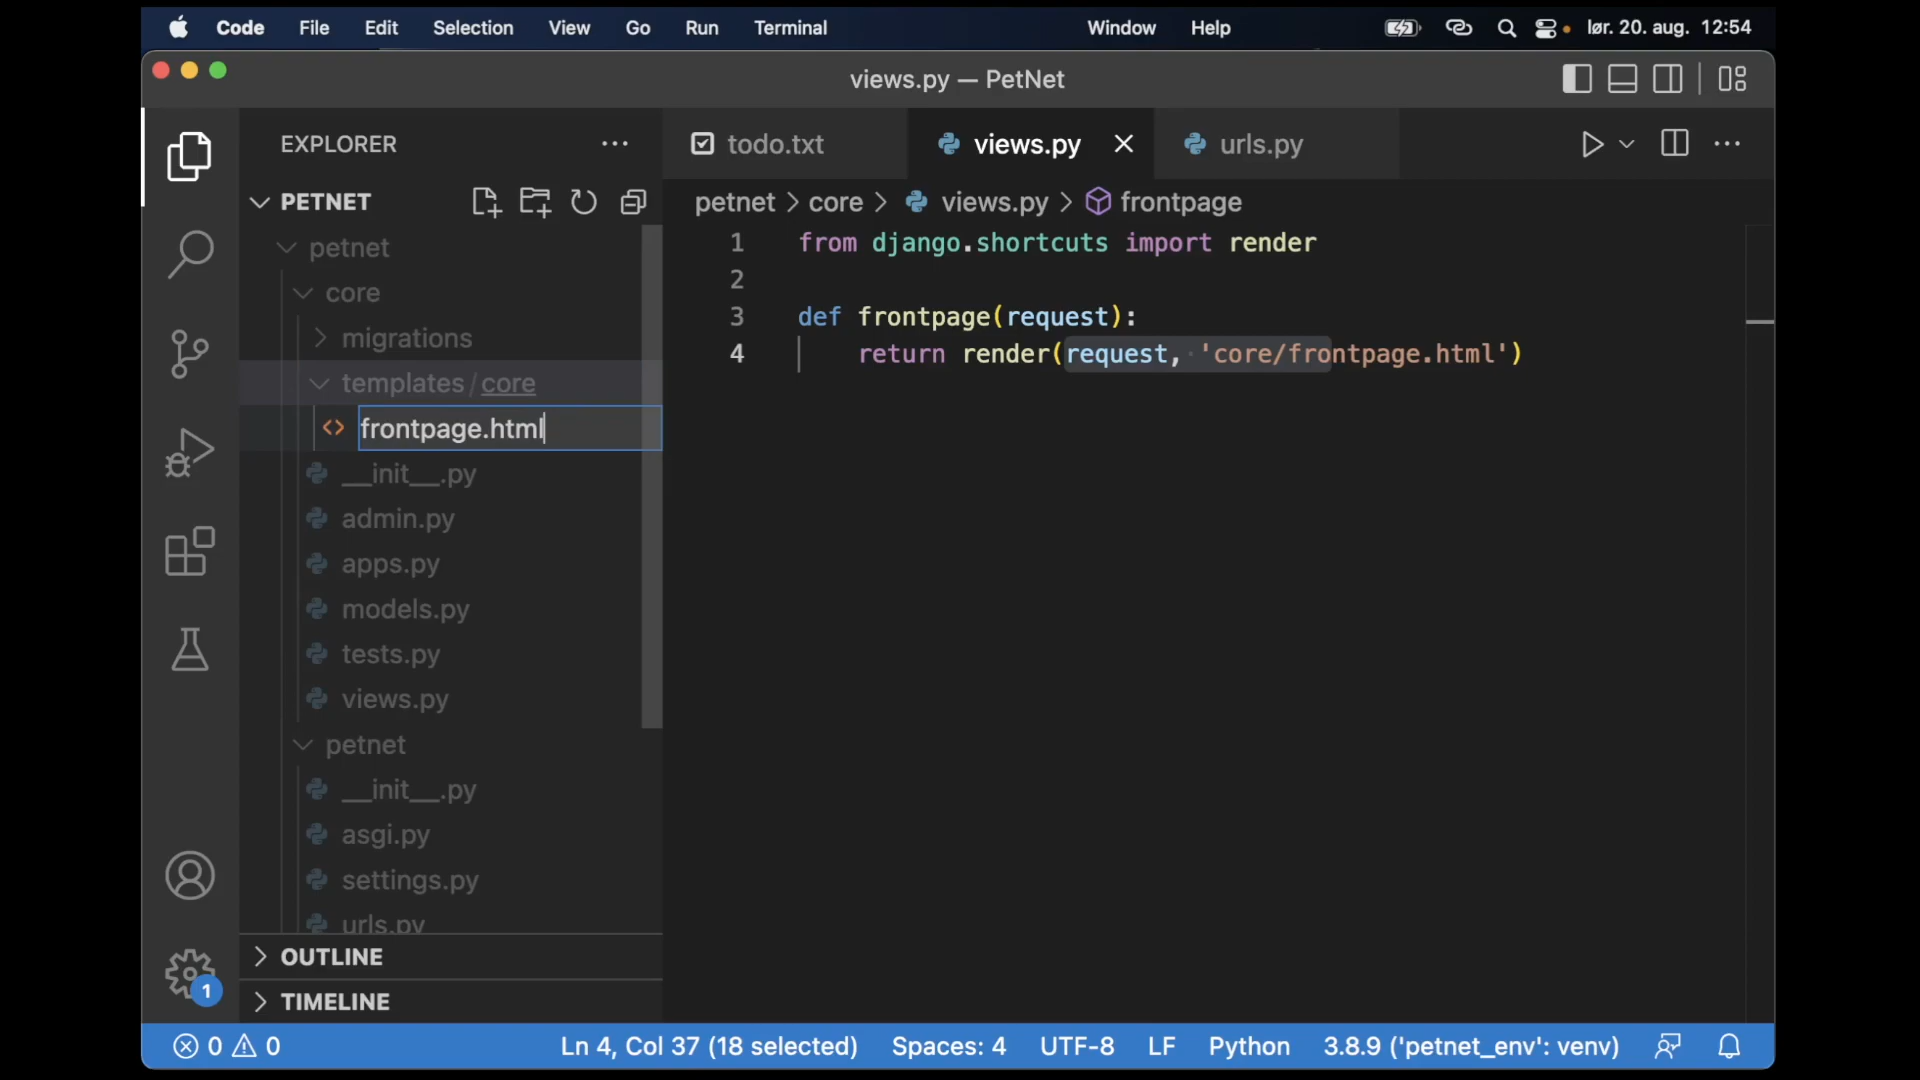 Code File Edit Selection View Go Run Terminal Window Help lør. 20. aug. 12:54
views.py — PetNet
EXPLORER
PETNET
petnet
core
migrations
templates / core
frontpage.html
__init__.py
admin.py
apps.py
models.py
tests.py
views.py
petnet
__init__.py
asgi.py
settings.py
urls.py
OUTLINE
TIMELINE
todo.txt views.py urls.py
petnet > core > views.py > frontpage
1 from django.shortcuts import render
2
3 def frontpage(request):
4 return render(request, 'core/frontpage.html')
1
0 0 Ln 4, Col 37 (18 selected) Spaces: 4 UTF-8 LF Python 3.8.9 ('petnet_env': venv)